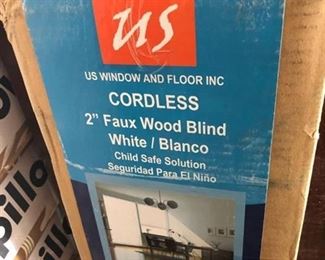 US
US WINDOW AND FLOOR INC
CORDLESS
2" Faux Wood Blind
White / Blanco
Child Safe Solution
Seguridad Para El Niño
pillo